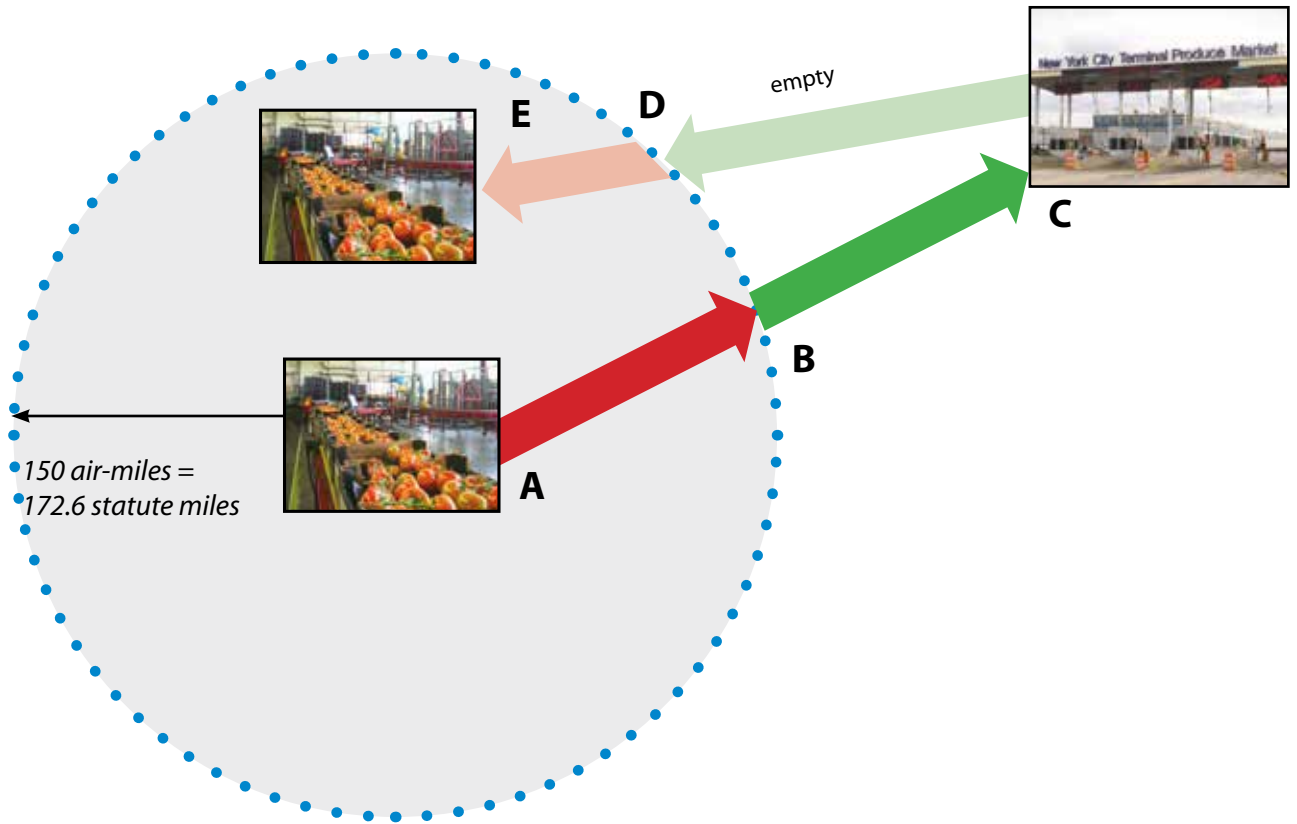 New York City Terminal Produce Market
empty
D
E
C
B
A
150 air-miles =
172.6 statute miles